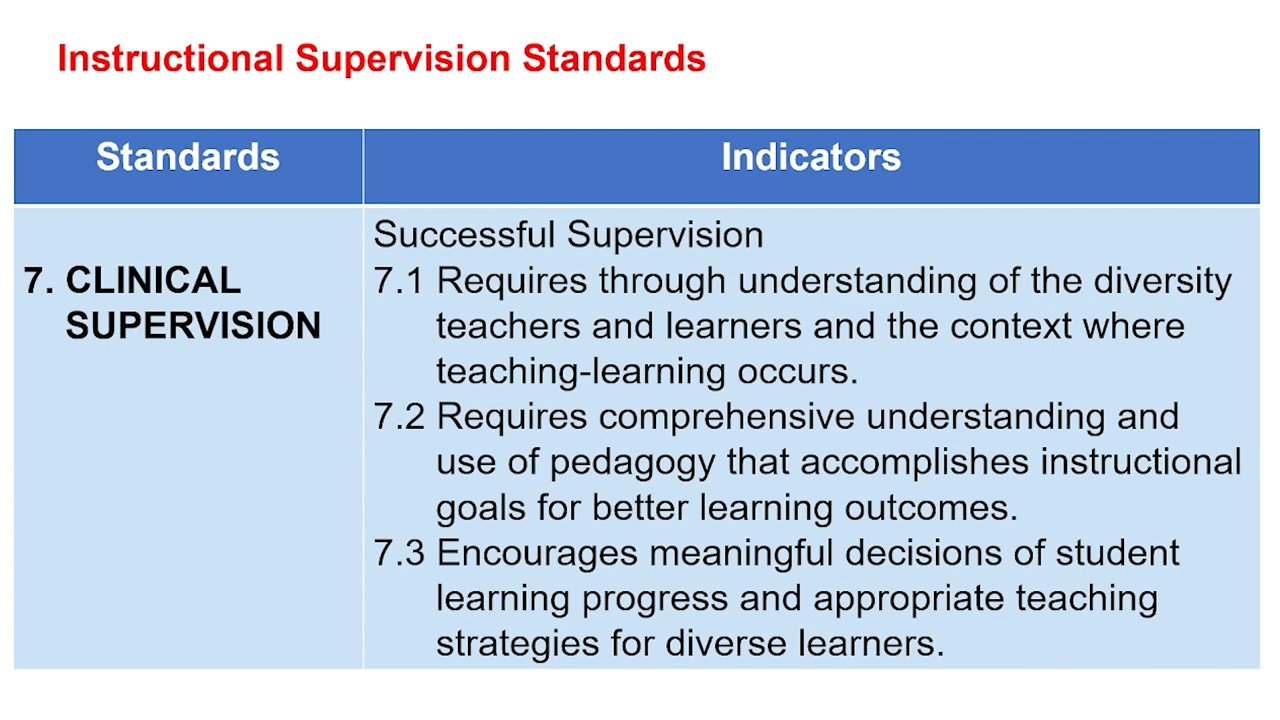 Instructional Supervision Standards
Standards
Indicators
7. CLINICAL
SUPERVISION
Successful Supervision
7.1 Requires through understanding of the diversity
teachers and learners and the context where
teaching-learning occurs.
7.2 Requires comprehensive understanding and
use of pedagogy that accomplishes instructional
goals for better learning outcomes.
7.3 Encourages meaningful decisions of student
learning progress and appropriate teaching
strategies for diverse learners.